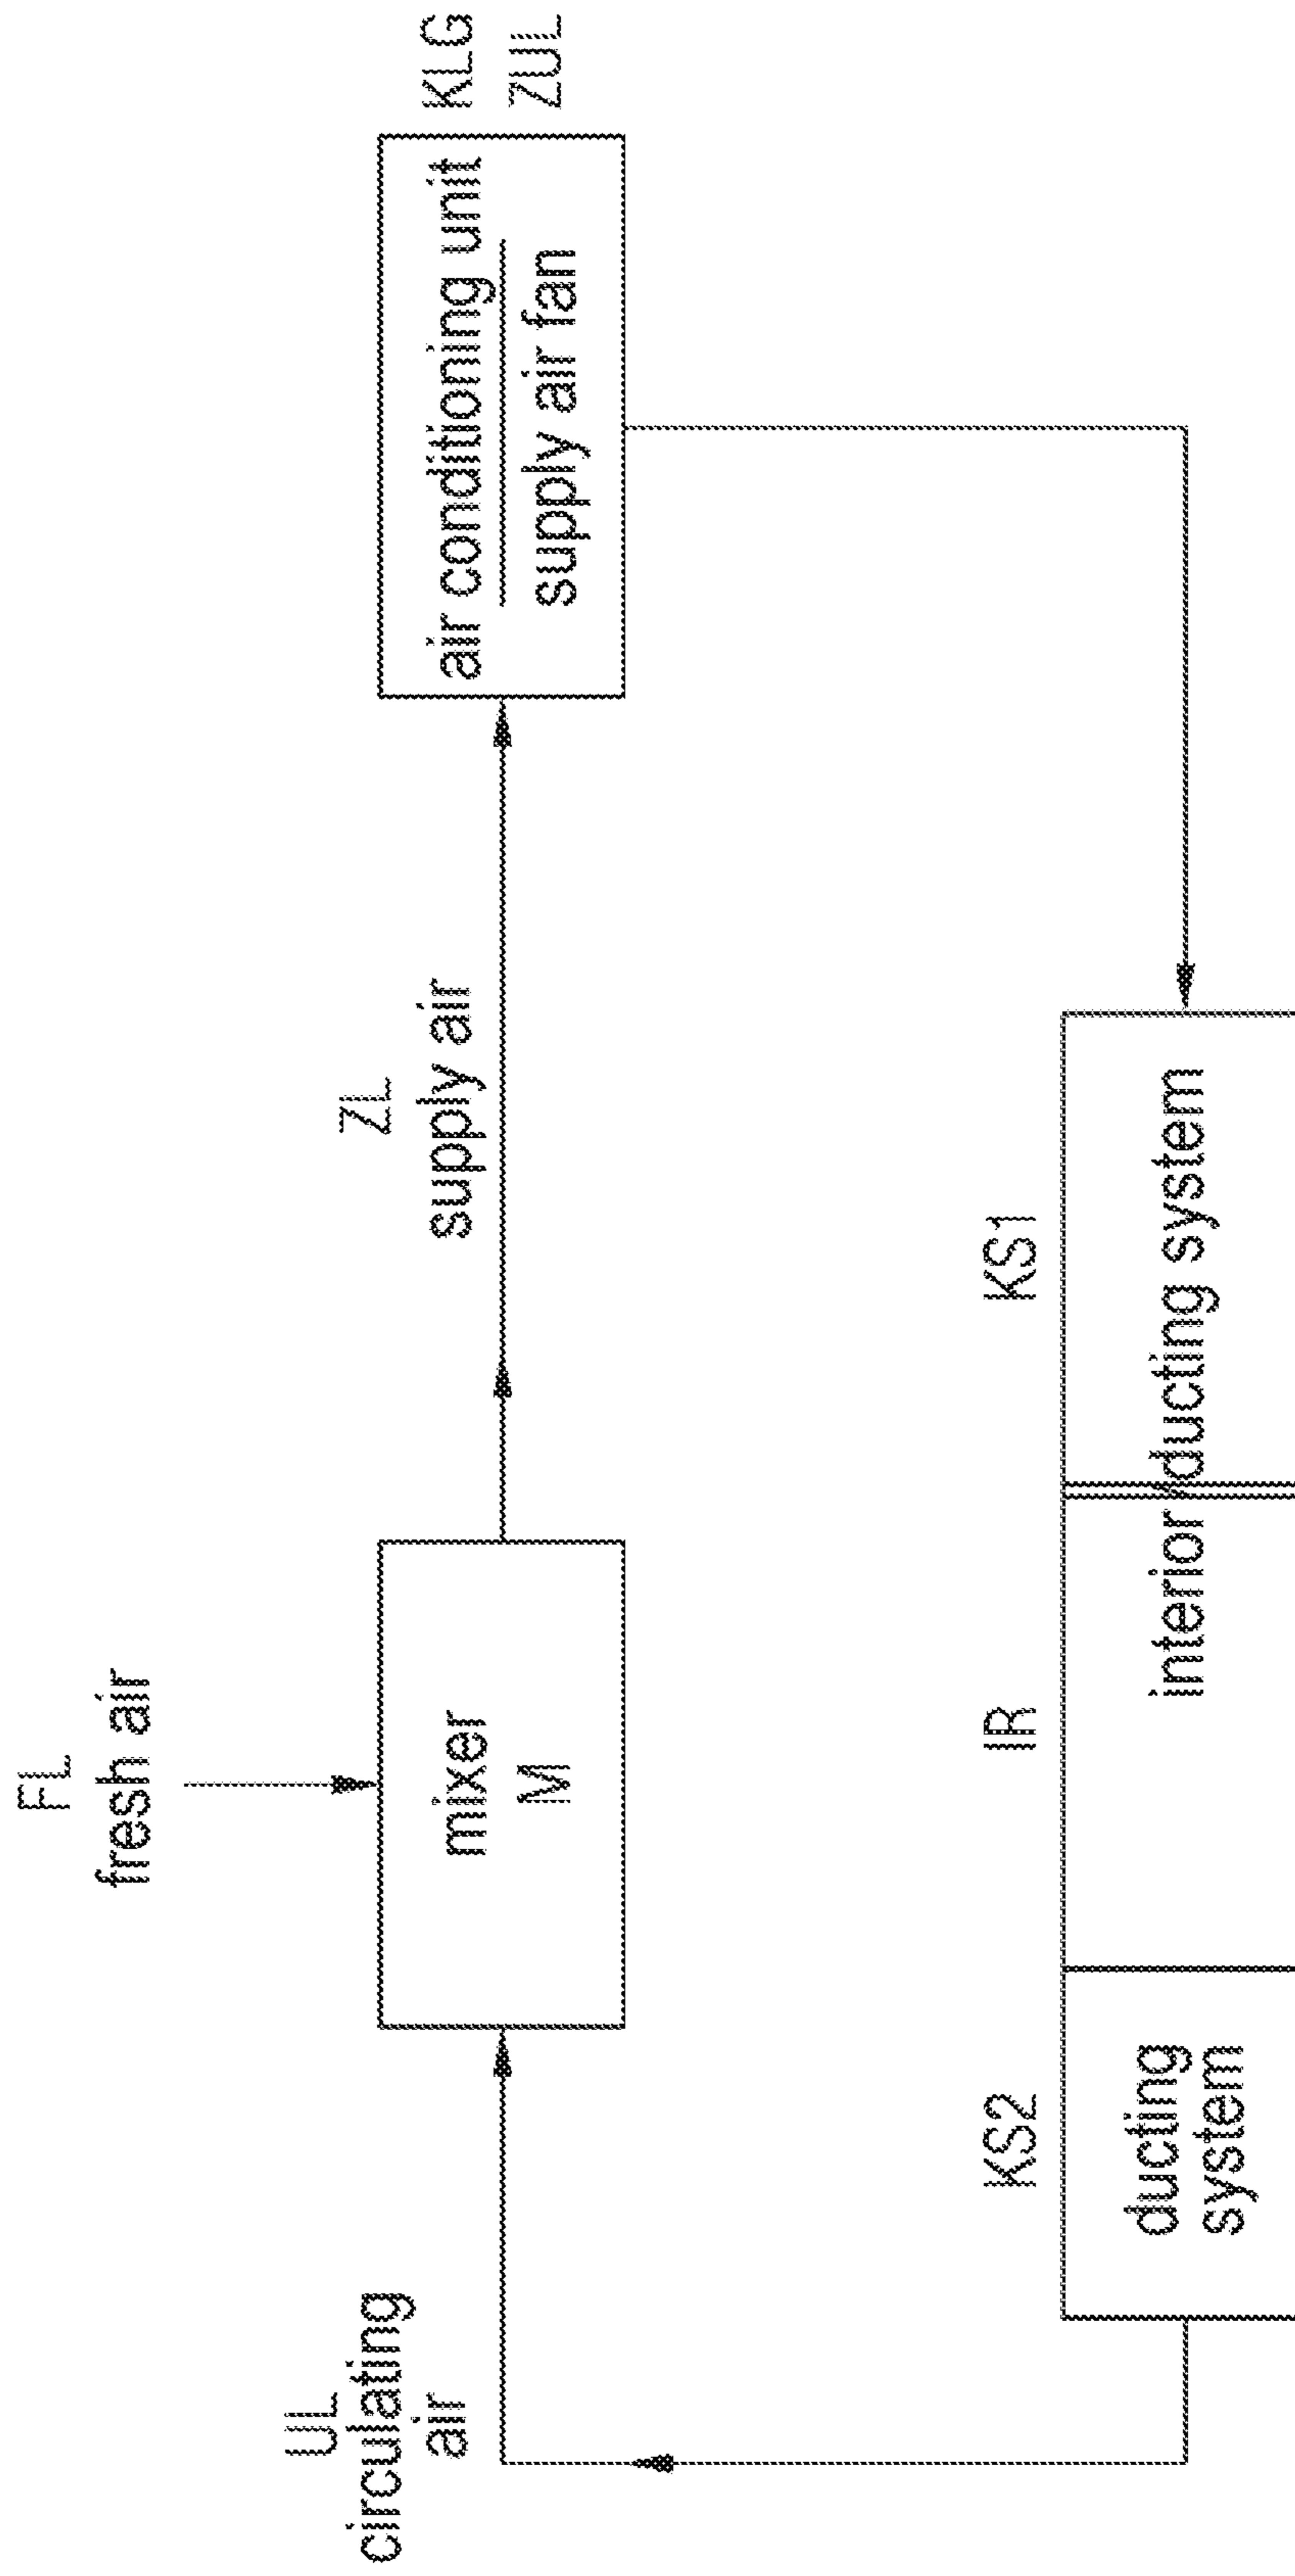 FL
fresh air
UL
circulating
air
mixer
M
ZL
supply air
air conditioning unit
supply air fan
KLG
ZUL
KS2
ducting
system
IR
KS1
interior /ducting system